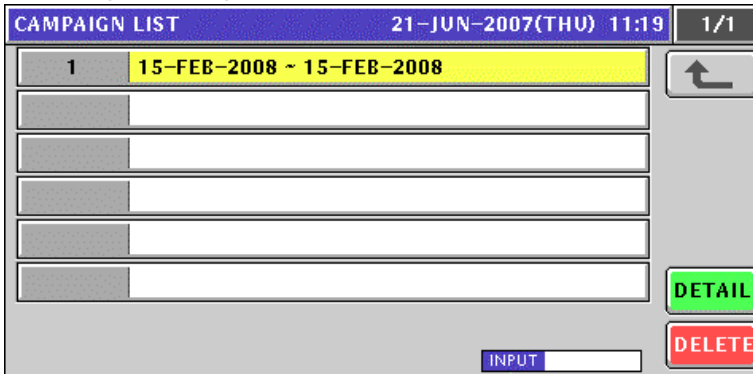 CAMPAIGN LIST 21-JUN-2007(THU) 11:19 1/1
1 15-FEB-2008 ~ 15-FEB-2008
DETAIL
DELETE
INPUT